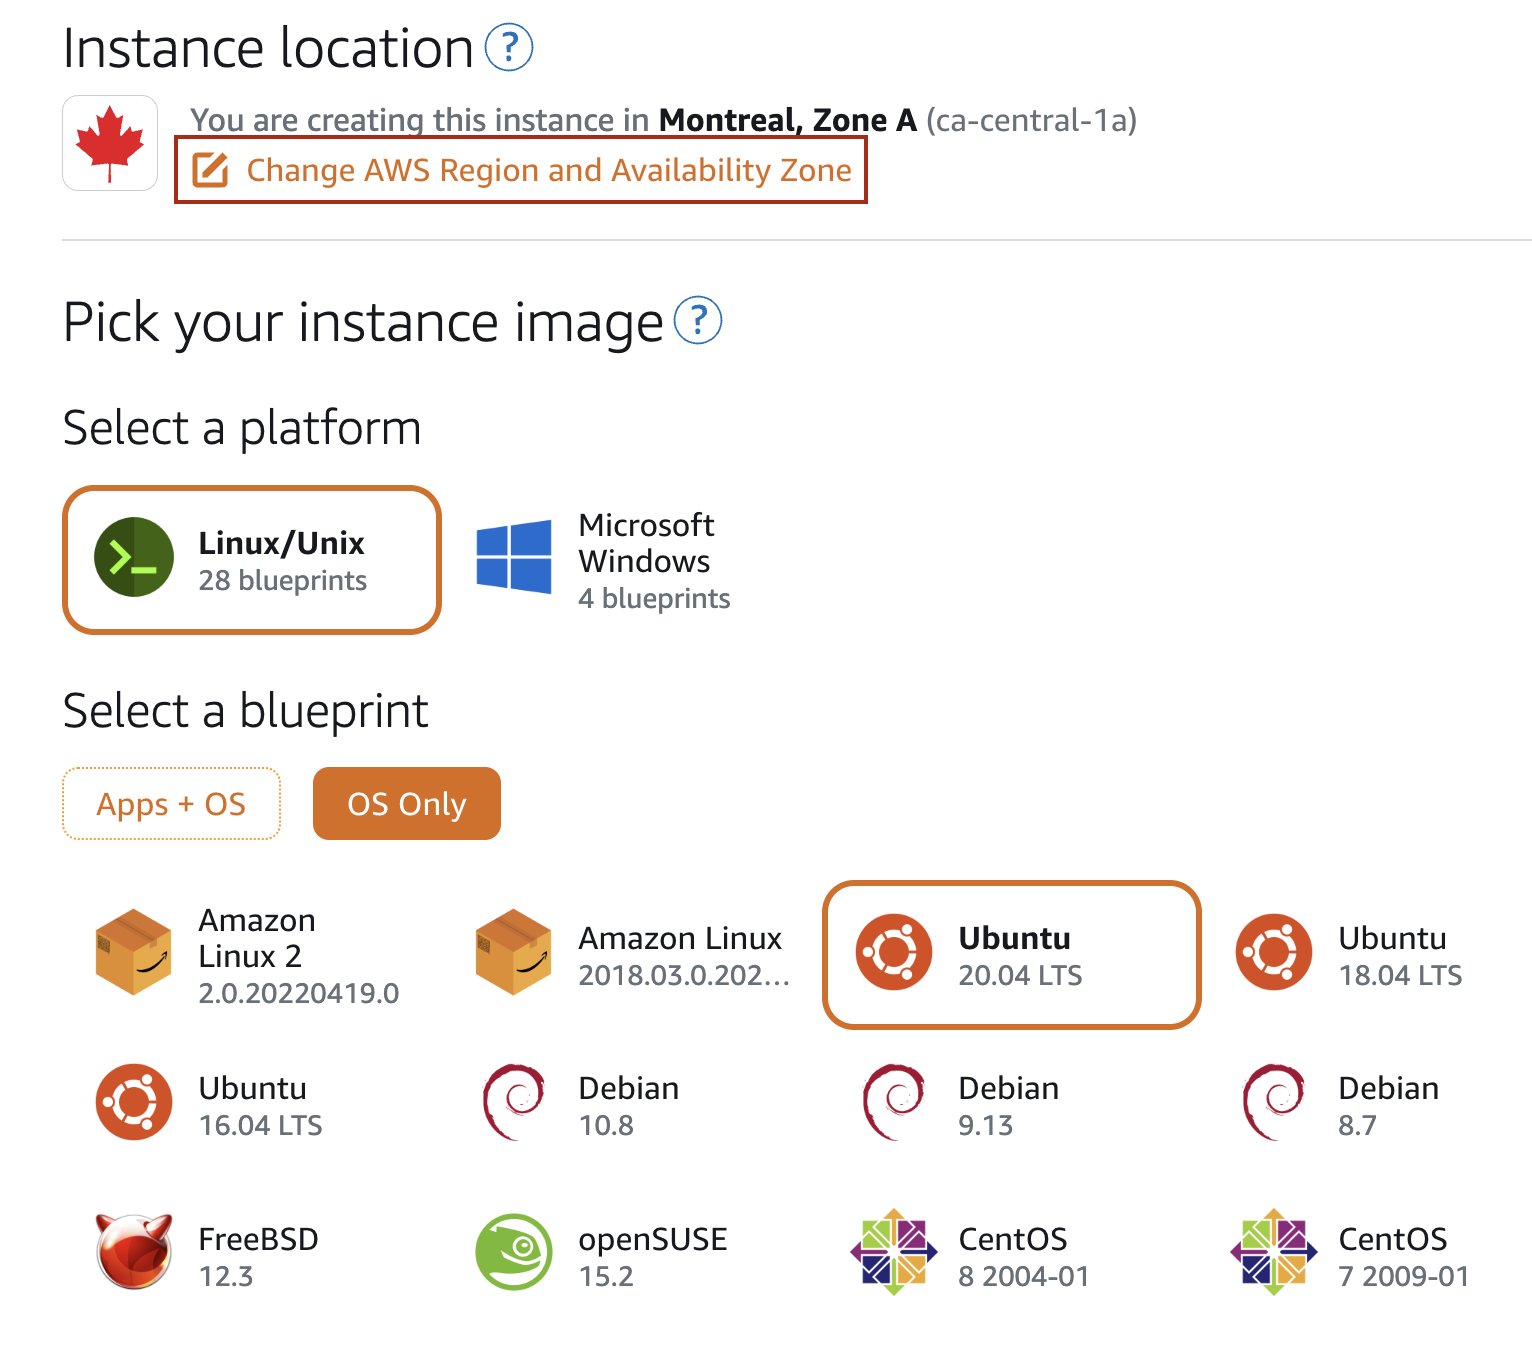 Instance location ?
You are creating this instance in Montreal, Zone A (ca-central-1a)
Change AWS Region and Availability Zone
Pick your instance image ?
Select a platform
Linux/Unix
28 blueprints
Microsoft
Windows
4 blueprints
Select a blueprint
Apps + OS
OS Only
Amazon
Linux 2
2.0.20220419.0
Amazon Linux
2018.03.0.202...
Ubuntu
20.04 LTS
Ubuntu
18.04 LTS
Ubuntu
16.04 LTS
Debian
10.8
Debian
9.13
Debian
8.7
FreeBSD
12.3
openSUSE
15.2
CentOS
8 2004-01
CentOS
7 2009-01